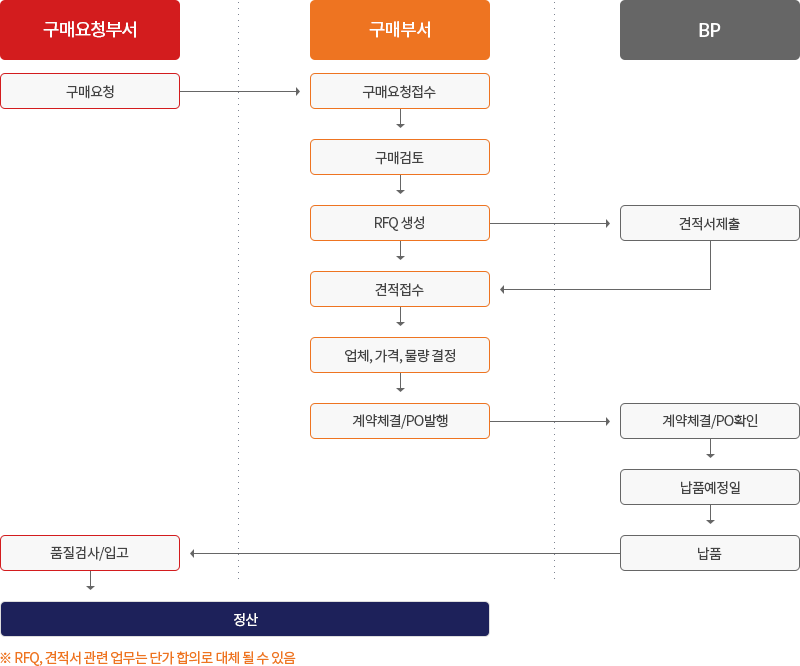 구매요청부서
구매부서
BP
구매요청
구매요청접수
구매검토
RFQ 생성
견적서제출
견적접수
업체, 가격, 물량 결정
계약체결/PO발행
계약체결/PO확인
납품예정일
품질검사/입고
납품
정산
※ RFQ, 견적서 관련 업무는 단가 합의로 대체 될 수 있음